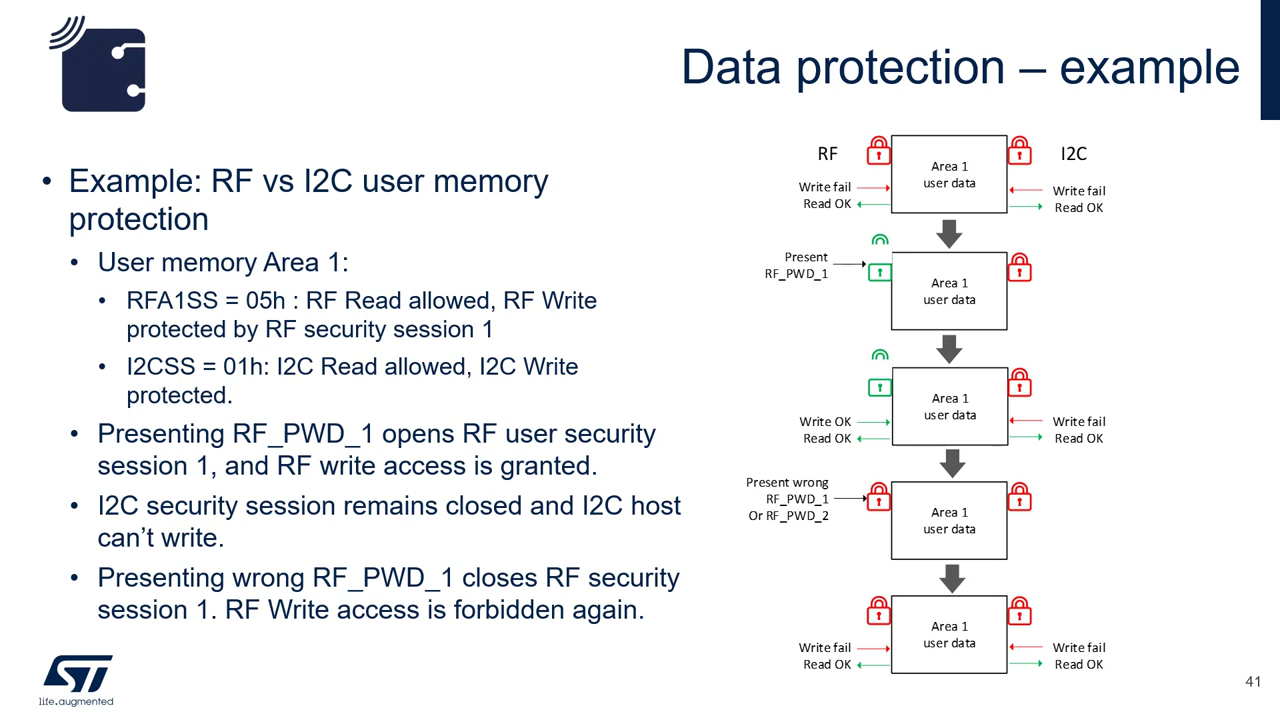 Data protection – example
• Example: RF vs I2C user memory
protection
• User memory Area 1:
• RFA1SS = 05h : RF Read allowed, RF Write
protected by RF security session 1
• I2CSS = 01h: I2C Read allowed, I2C Write
protected.
• Presenting RF_PWD_1 opens RF user security
session 1, and RF write access is granted.
• I2C security session remains closed and I2C host
can't write.
• Presenting wrong RF_PWD_1 closes RF security
session 1. RF Write access is forbidden again.
RF
I2C
Area 1
user data
Write fail
Read OK
Write fail
Read OK
Present
RF_PWD_1
Area 1
user data
Area 1
user data
Write OK
Read OK
Write fail
Read OK
Present wrong
RF_PWD_1
Or RF_PWD_2
Area 1
user data
Area 1
user data
Write fail
Read OK
Write fail
Read OK
ST
life.augmented
41